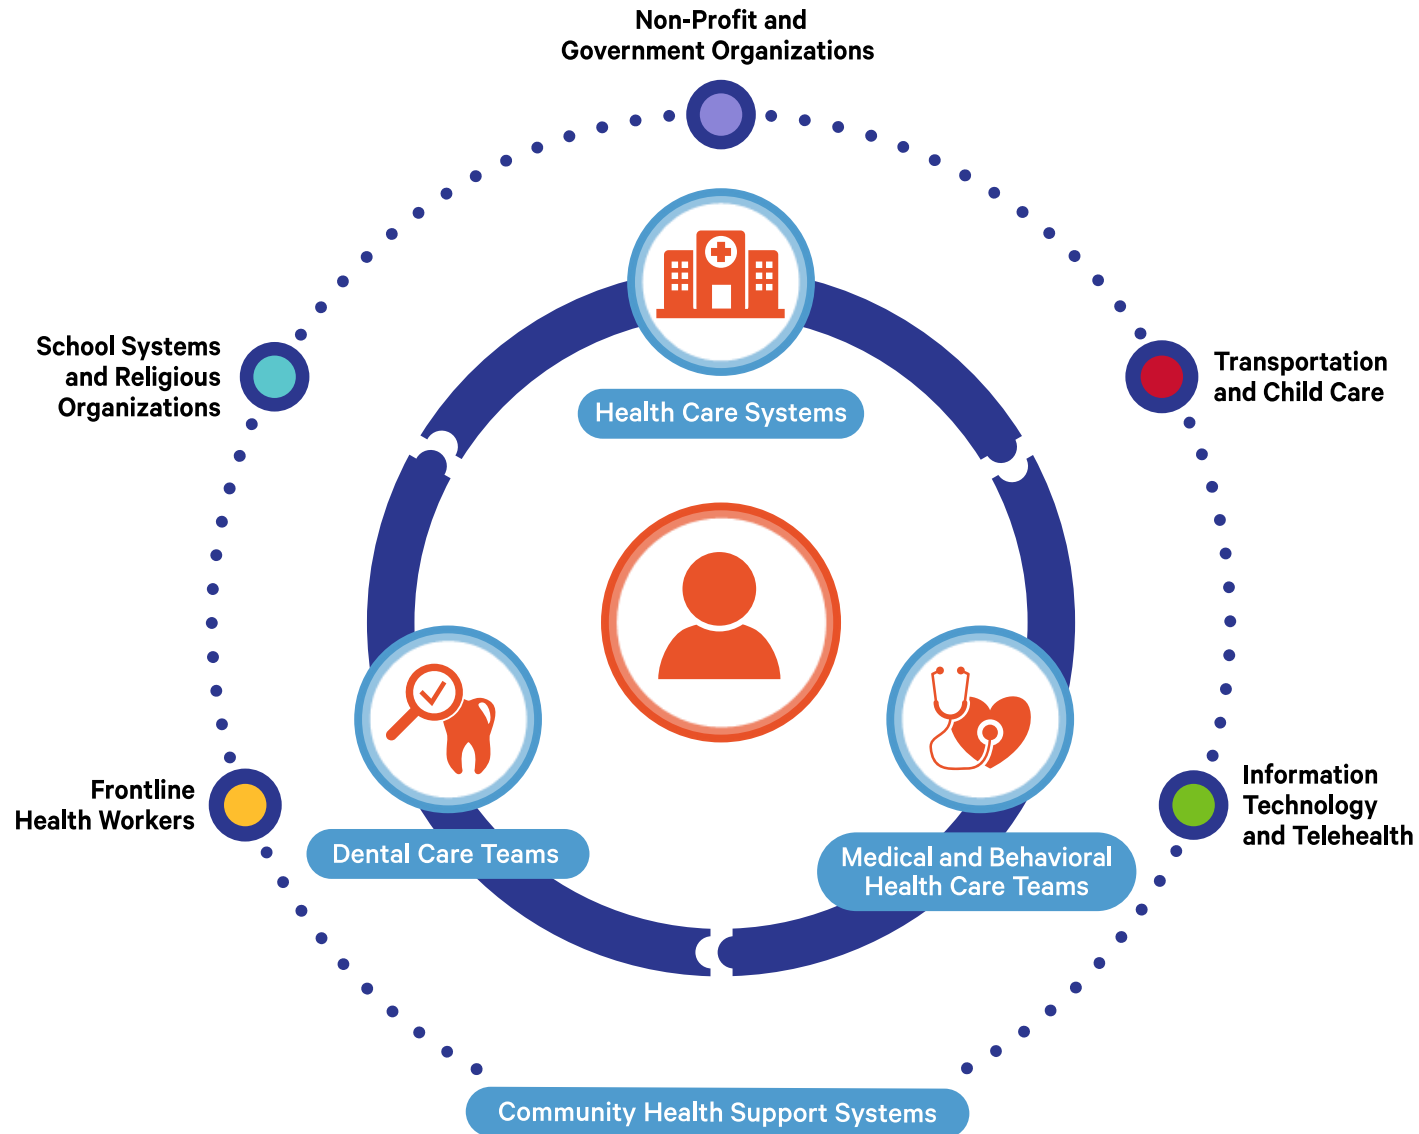 Non-Profit and
Government Organizations
School Systems
and Religious
Organizations
Transportation
and Child Care
Health Care Systems
Frontline
Health Workers
Information
Technology
and Telehealth
Dental Care Teams
Medical and Behavioral
Health Care Teams
Community Health Support Systems